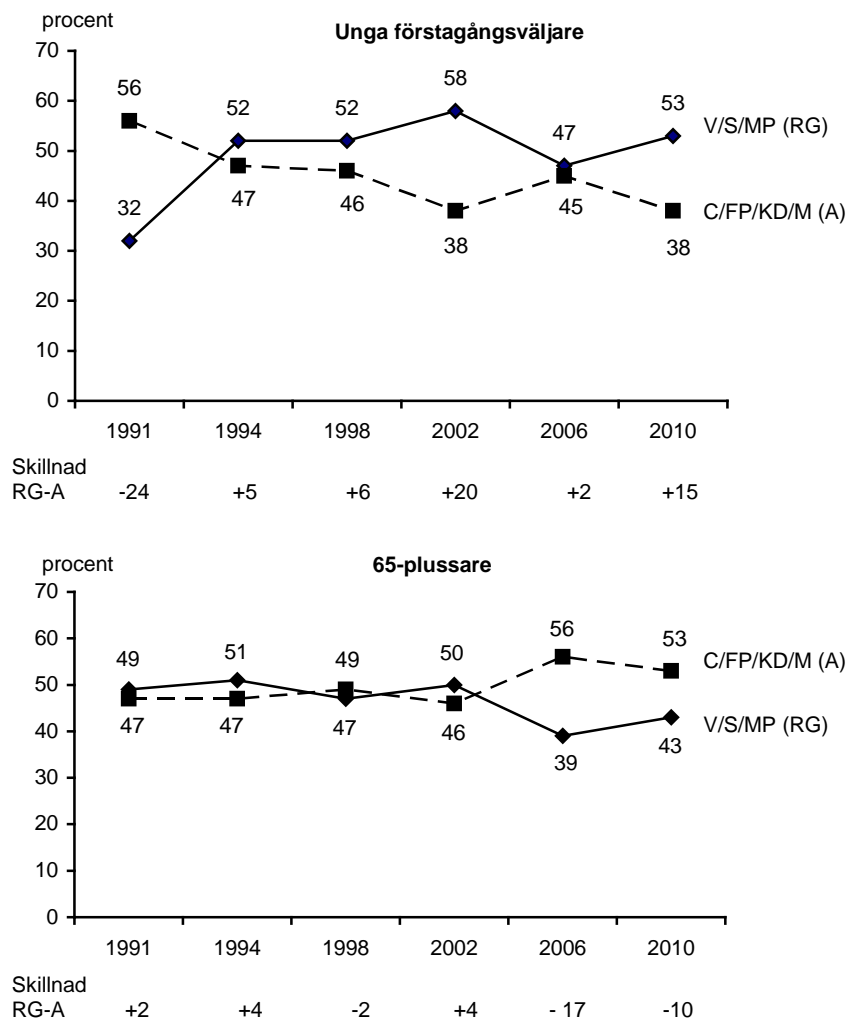 procent
Unga förstagångsväljare
70
60
50
40
30
20
10
0
56
52
52
58
47
53
32
47
46
38
45
38
V/S/MP (RG)
C/FP/KD/M (A)
1991 1994 1998 2002 2006 2010
Skillnad
RG-A -24 +5 +6 +20 +2 +15
procent
65-plussare
70
60
50
40
30
20
10
0
49
51
49
50
56
53
47
47
47
46
39
43
C/FP/KD/M (A)
V/S/MP (RG)
1991 1994 1998 2002 2006 2010
Skillnad
RG-A +2 +4 -2 +4 - 17 -10